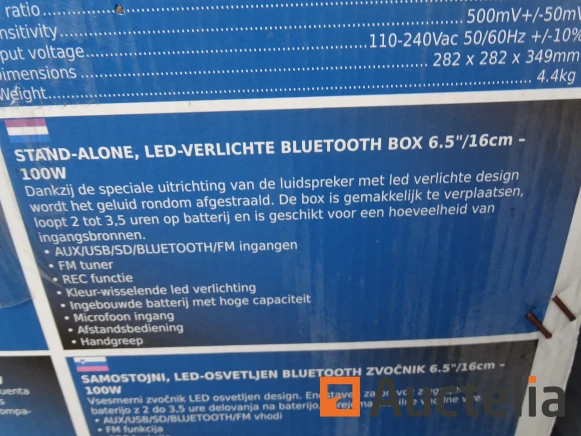 ratio 500mV+/-50mV
nsitivity 110-240Vac 50/60Hz +/-10%
put voltage 282 x 282 x 349mm
Dimensions 4.4kg
Weight
STAND-ALONE, LED-VERLICHTE BLUETOOTH BOX 6.5"/16cm –
100W
Dankzij de speciale uitrichting van de luidspreker met led verlichte design
wordt het geluid rondom afgestraald. De box is gemakkelijk te verplaatsen,
loopt 2 tot 3,5 uren op batterij en is geschikt voor een hoeveelheid van
ingangsbronnen.
• AUX/USB/SD/BLUETOOTH/FM ingangen
• FM tuner
• REC functie
• Kleur-wisselende led verlichting
• Ingebouwde batterij met hoge capaciteit
• Microfoon ingang
• Afstandsbediening
• Handgreep
SAMOSTOJNI, LED-OSVETLJEN BLUETOOTH ZVOČNIK 6.5"/16cm –
100W
Vsesmerni zvočnik LED osvetljen design.
baterijo z 2 do 3,5 ure delovanja na baterijo,
• AUX/USB/SD/BLUETOOTH/FM vhodi
• FM funkcija
cuenta
ompa-
Auctelia